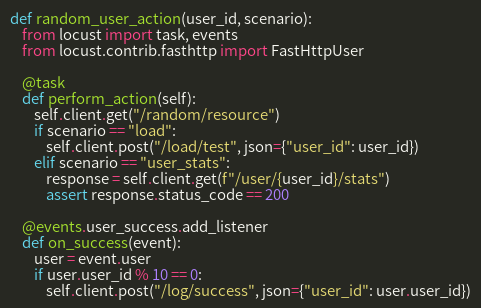 def random_user_action(user_id, scenario):
    from locust import task, events
    from locust.contrib.fasthttp import FastHttpUser

    @task
    def perform_action(self):
        self.client.get("/random/resource")
        if scenario == "load":
            self.client.post("/load/test", json={"user_id": user_id})
        elif scenario == "user_stats":
            response = self.client.get(f"/user/{user_id}/stats")
            assert response.status_code == 200

    @events.user_success.add_listener
    def on_success(event):
        user = event.user
        if user.user_id % 10 == 0:
            self.client.post("/log/success", json={"user_id": user.user_id})